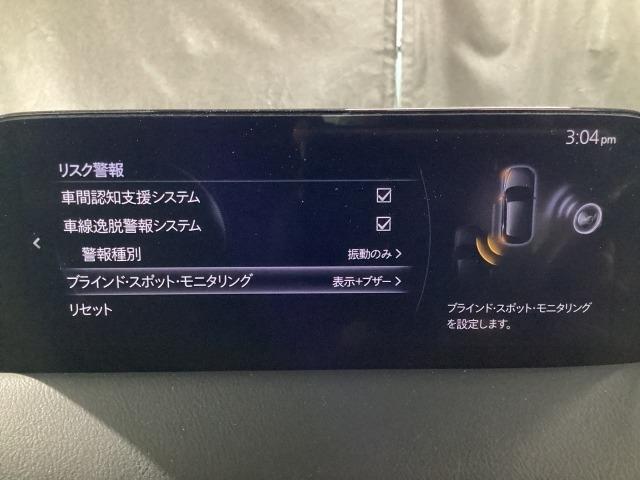 3:04 pm
リスク警報
車間認知支援システム
車線逸脱警報システム
警報種別 振動のみ
ブラインド・スポット・モニタリング 表示+ブザー
リセット
ブラインド・スポット・モニタリング
を設定します。